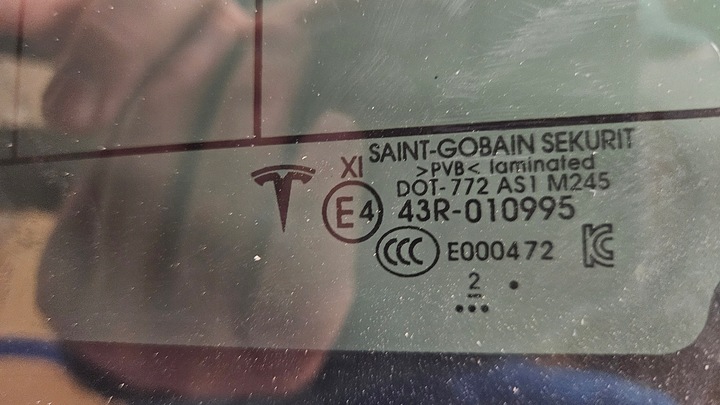 SAINT-GOBAIN SEKURIT
XI >PVB< laminated
DOT-772 AS1 M245
E4 43R-010995
CCC E000472
2